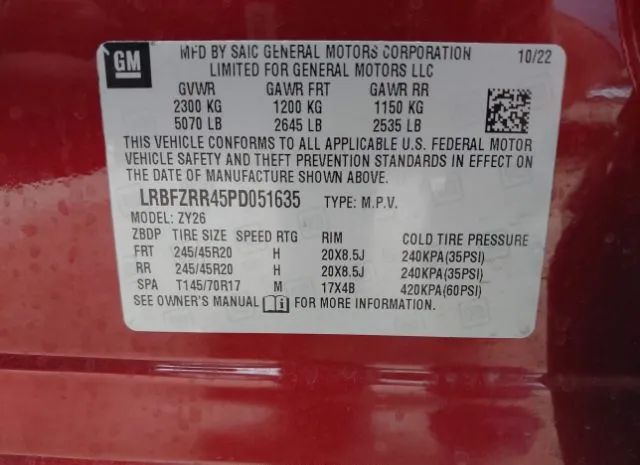 GM
MFD BY SAIC GENERAL MOTORS CORPORATION 10/22
LIMITED FOR GENERAL MOTORS LLC
GVWR GAWR FRT GAWR RR
2300 KG 1200 KG 1150 KG
5070 LB 2645 LB 2535 LB
THIS VEHICLE CONFORMS TO ALL APPLICABLE U.S. FEDERAL MOTOR
VEHICLE SAFETY AND THEFT PREVENTION STANDARDS IN EFFECT ON
THE DATE OF MANUFACTURE SHOWN ABOVE.
LRBFZRR45PD051635 TYPE: M.P.V.
MODEL: ZY26
ZBDP TIRE SIZE SPEED RTG RIM COLD TIRE PRESSURE
FRT 245/45R20 H 20X8.5J 240KPA(35PSI)
RR 245/45R20 H 20X8.5J 240KPA(35PSI)
SPA T145/70R17 M 17X4B 420KPA(60PSI)
SEE OWNER'S MANUAL FOR MORE INFORMATION.